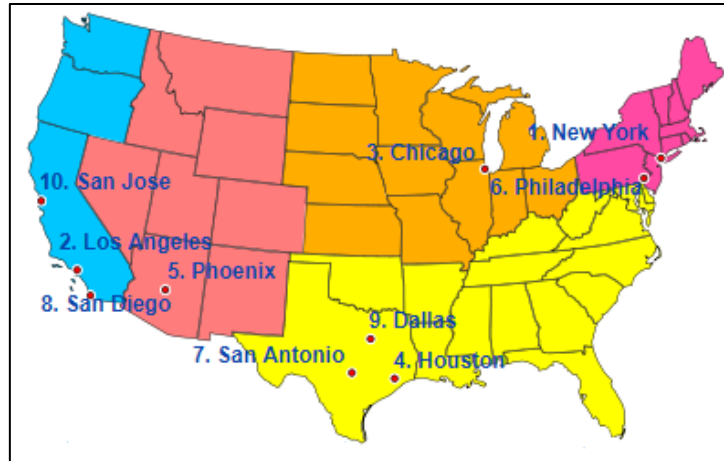 1. New York
3. Chicago
6. Philadelphia
10. San Jose
2. Los Angeles
5. Phoenix
8. San Diego
9. Dallas
7. San Antonio
4. Houston